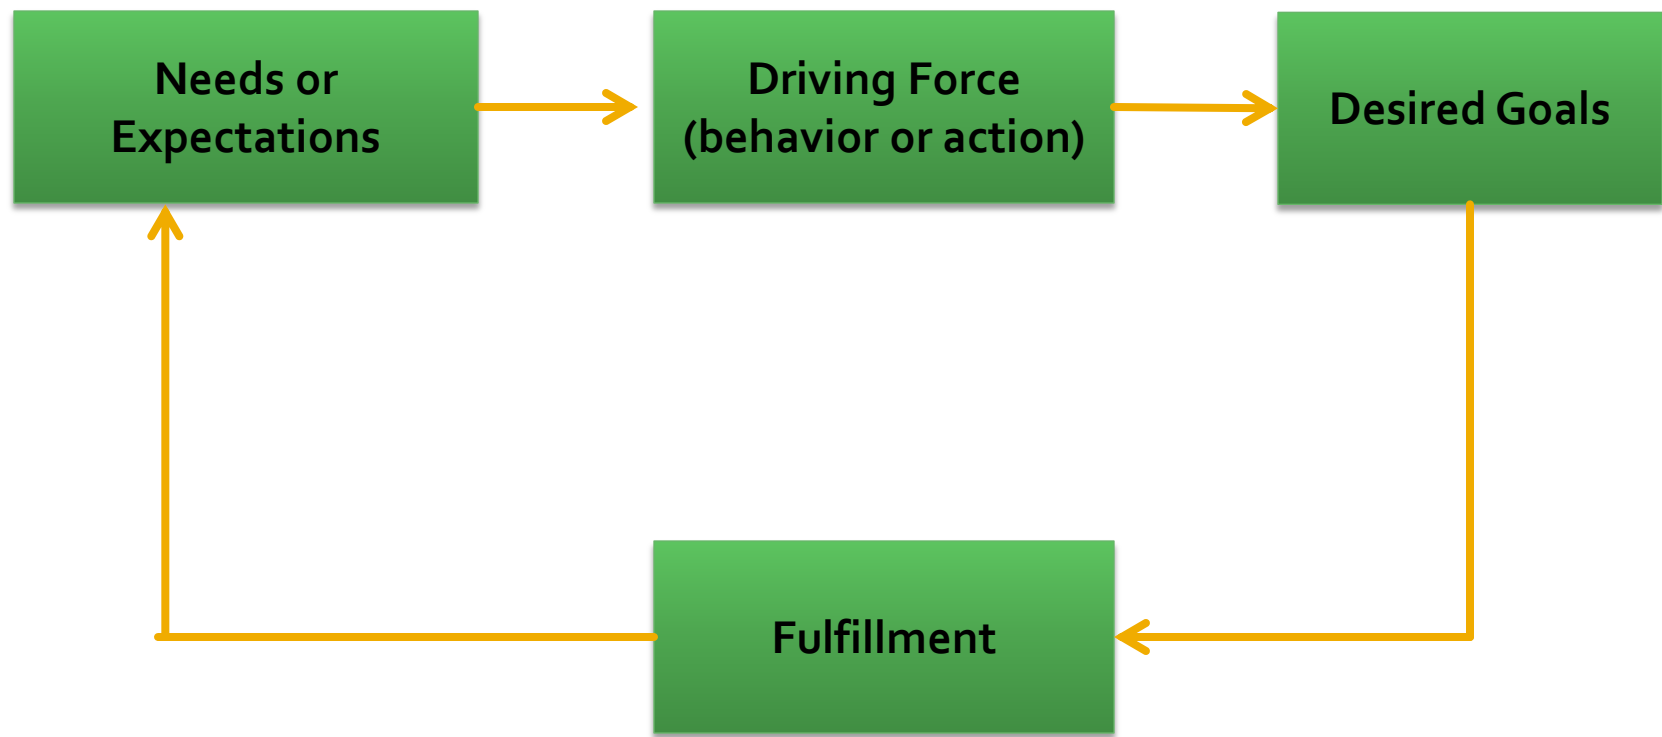 Needs or
Expectations
Driving Force
(behavior or action)
Desired Goals
Fulfillment